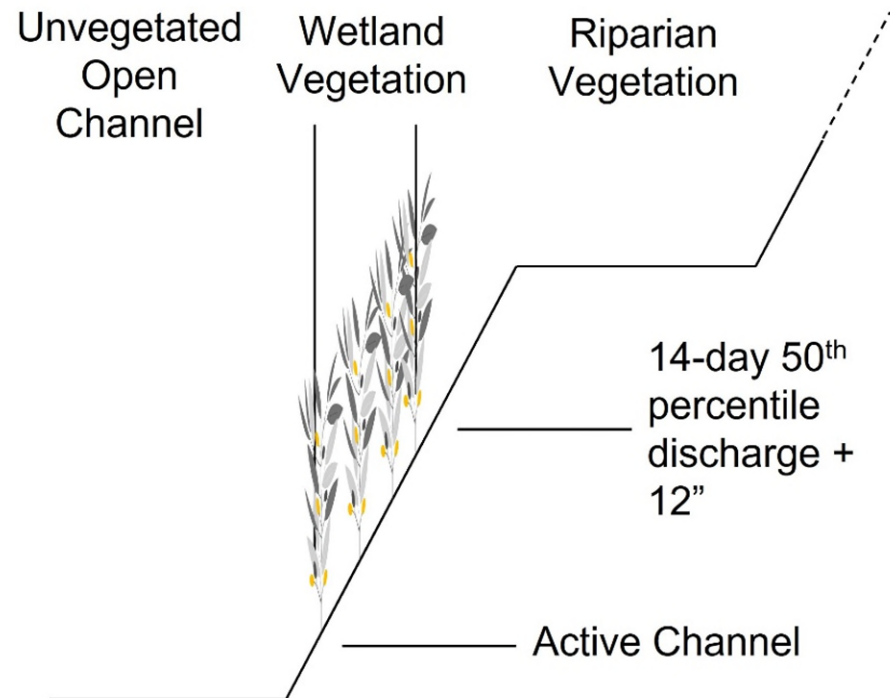 Unvegetated
Open
Channel
Wetland
Vegetation
Riparian
Vegetation
14-day 50th
percentile
discharge +
12”
Active Channel